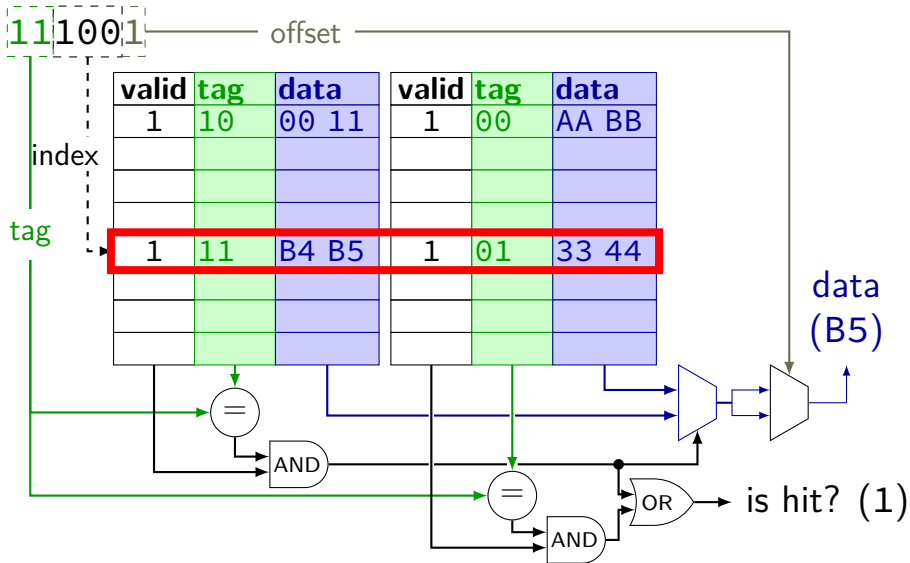 111001
offset
valid tag data valid tag data
1 10 00 11 1 00 AA BB
index
tag
1 11 B4 B5 1 01 33 44
data
(B5)
=
AND
=
OR
is hit? (1)
AND